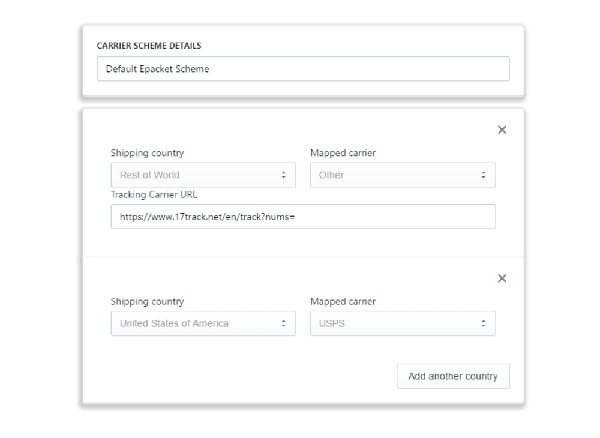 CARRIER SCHEME DETAILS
Default Epacket Scheme
Shipping country Mapped carrier
Rest of World Other
Tracking Carrier URL
https://www.17track.net/en/track?nums=
Shipping country Mapped carrier
United States of America USPS
Add another country